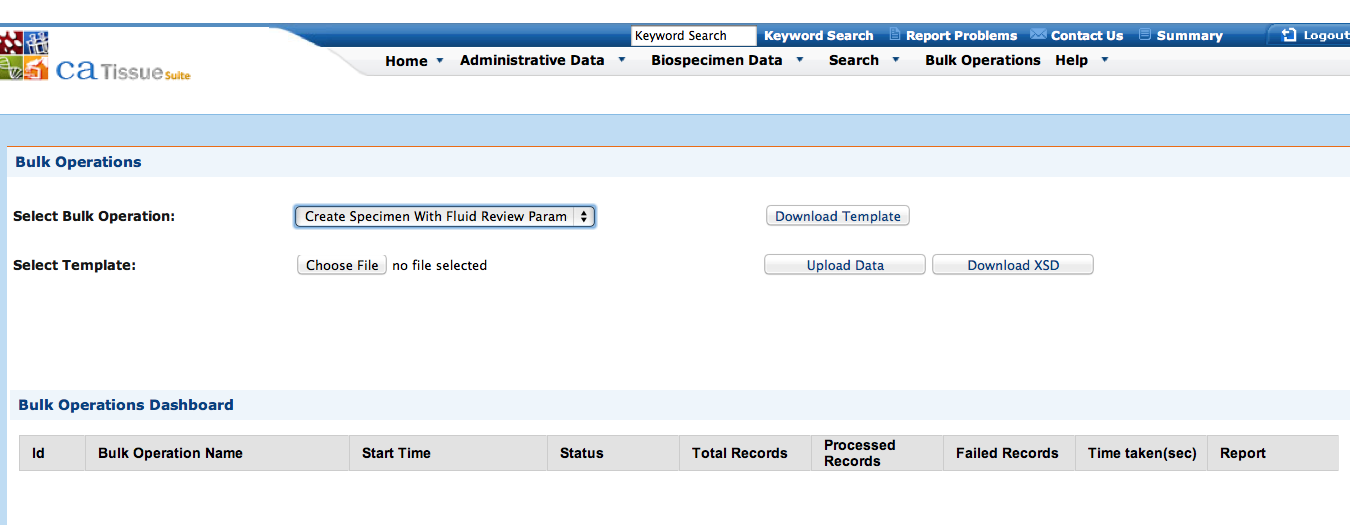 Keyword Search Keyword Search Report Problems Contact Us Summary Logout
caTissue Suite
Home Administrative Data Biospecimen Data Search Bulk Operations Help
Bulk Operations
Select Bulk Operation: Create Specimen With Fluid Review Param Download Template
Select Template: Choose File no file selected Upload Data Download XSD
Bulk Operations Dashboard
Id Bulk Operation Name Start Time Status Total Records Processed Records Failed Records Time taken(sec) Report